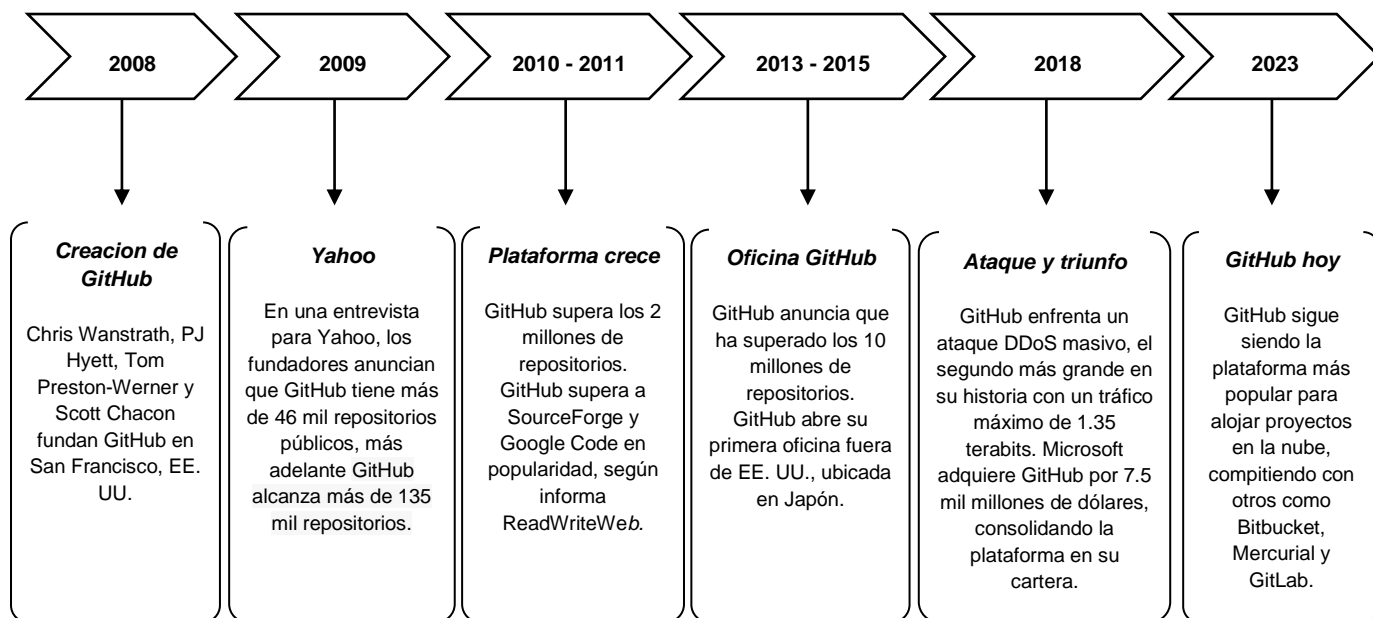 2008
2009
2010 - 2011
2013 - 2015
2018
2023
Creacion de
GitHub
Chris Wanstrath, PJ
Hyett, Tom
Preston-Werner y
Scott Chacon
fundan GitHub en
San Francisco, EE.
UU.
Yahoo
En una entrevista
para Yahoo, los
fundadores anuncian
que GitHub tiene más
de 46 mil repositorios
públicos, más
adelante GitHub
alcanza más de 135
mil repositorios.
Plataforma crece
GitHub supera los 2
millones de
repositorios.
GitHub supera a
SourceForge y
Google Code en
popularidad, según
informa
ReadWriteWeb.
Oficina GitHub
GitHub anuncia que
ha superado los 10
millones de
repositorios.
GitHub abre su
primera oficina fuera
de EE. UU., ubicada
en Japón.
Ataque y triunfo
GitHub enfrenta un
ataque DDoS masivo, el
segundo más grande en
su historia con un tráfico
máximo de 1.35
terabits. Microsoft
adquiere GitHub por 7.5
mil millones de dólares,
consolidando la
plataforma en su
cartera.
GitHub hoy
GitHub sigue
siendo la
plataforma más
popular para
alojar proyectos
en la nube,
compitiendo con
otros como
Bitbucket,
Mercurial y
GitLab.